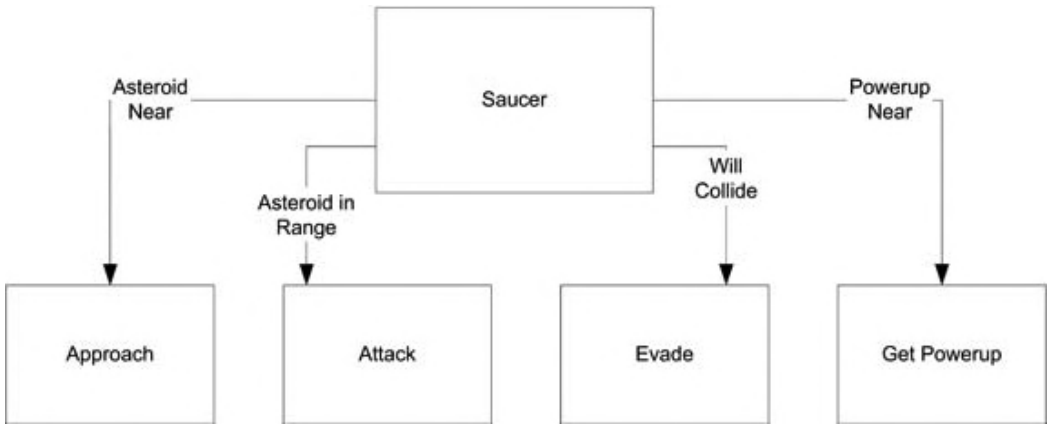 Saucer
Asteroid
Near
Powerup
Near
Asteroid in
Range
Will
Collide
Approach
Attack
Evade
Get Powerup